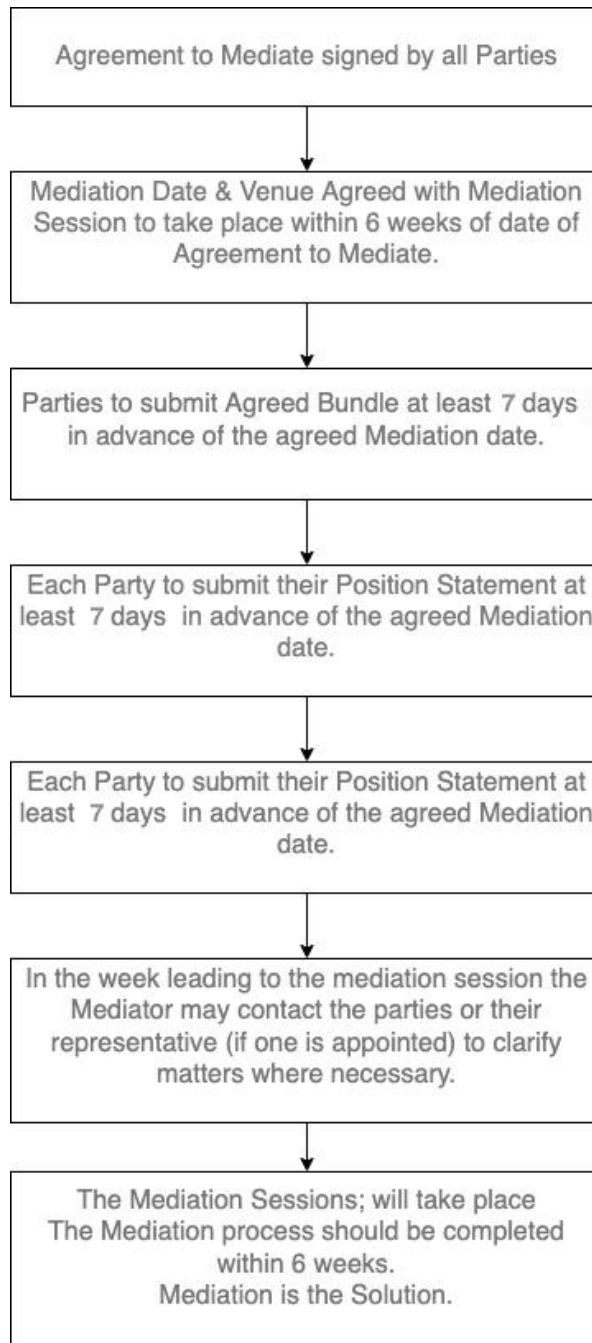 Agreement to Mediate signed by all Parties
Mediation Date & Venue Agreed with Mediation
Session to take place within 6 weeks of date of
Agreement to Mediate.
Parties to submit Agreed Bundle at least 7 days
in advance of the agreed Mediation date.
Each Party to submit their Position Statement at
least 7 days in advance of the agreed Mediation
date.
Each Party to submit their Position Statement at
least 7 days in advance of the agreed Mediation
date.
In the week leading to the mediation session the
Mediator may contact the parties or their
representative (if one is appointed) to clarify
matters where necessary.
The Mediation Sessions; will take place
The Mediation process should be completed
within 6 weeks.
Mediation is the Solution.